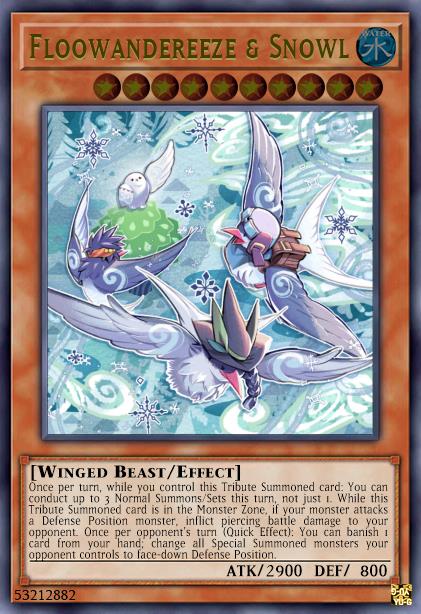 FLOOWANDEREEZE & SNOWL
WATER
水
[WINGED BEAST/EFFECT]
Once per turn, while you control this Tribute Summoned card: You can
conduct up to 3 Normal Summons/Sets this turn, not just 1. While this
Tribute Summoned card is in the Monster Zone, if your monster attacks
a Defense Position monster, inflict piercing battle damage to your
opponent. Once per opponent's turn (Quick Effect): You can banish 1
card from your hand; change all Special Summoned monsters your
opponent controls to face-down Defense Position.
ATK/2900 DEF/ 800
53212882